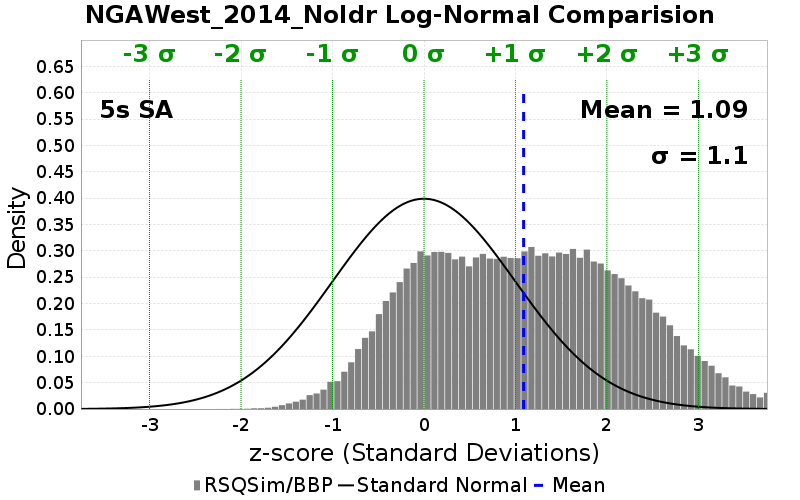 NGAWest_2014_NoIdr Log-Normal Comparision
-3 σ -2 σ -1 σ 0 σ +1 σ +2 σ +3 σ
5s SA
Mean = 1.09
σ = 1.1
Density
0.65
0.60
0.55
0.50
0.45
0.40
0.35
0.30
0.25
0.20
0.15
0.10
0.05
0.00
-3 -2 -1 0 1 2 3
z-score (Standard Deviations)
RSQSim/BBP Standard Normal Mean